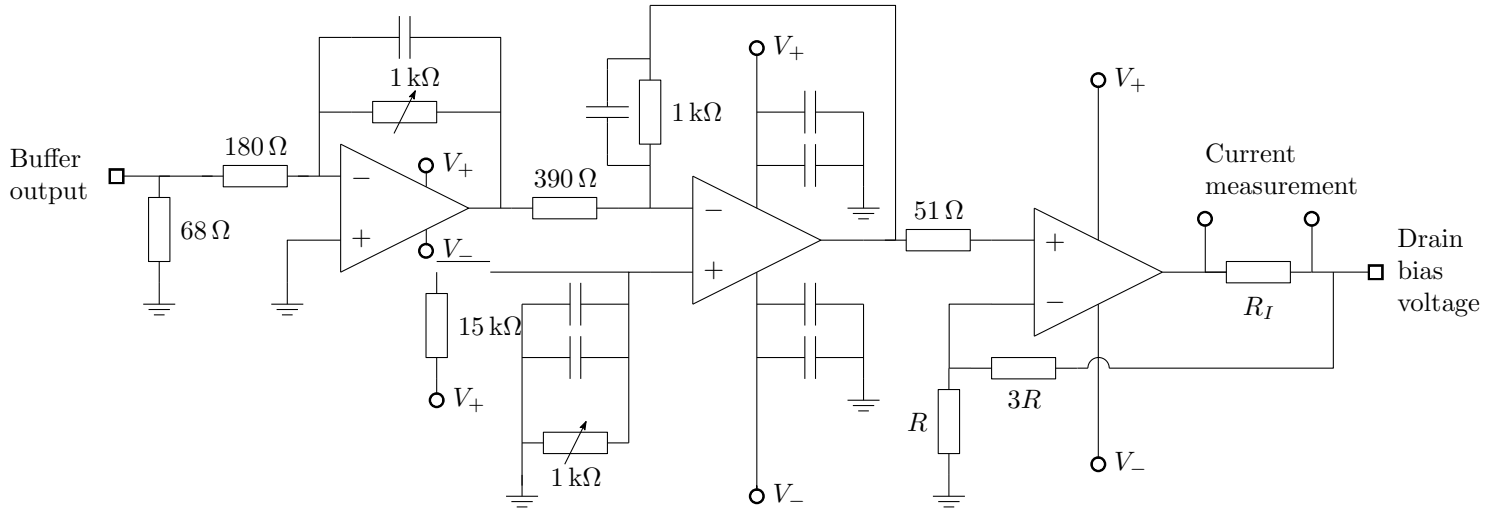 Buffer
output
68 Ω
180 Ω
1 kΩ
−
+
V₊
V₋
390 Ω
15 kΩ
V₊
1 kΩ
1 kΩ
−
+
V₊
V₋
51 Ω
+
−
V₊
V₋
R
3R
Current
measurement
R_I
Drain
bias
voltage